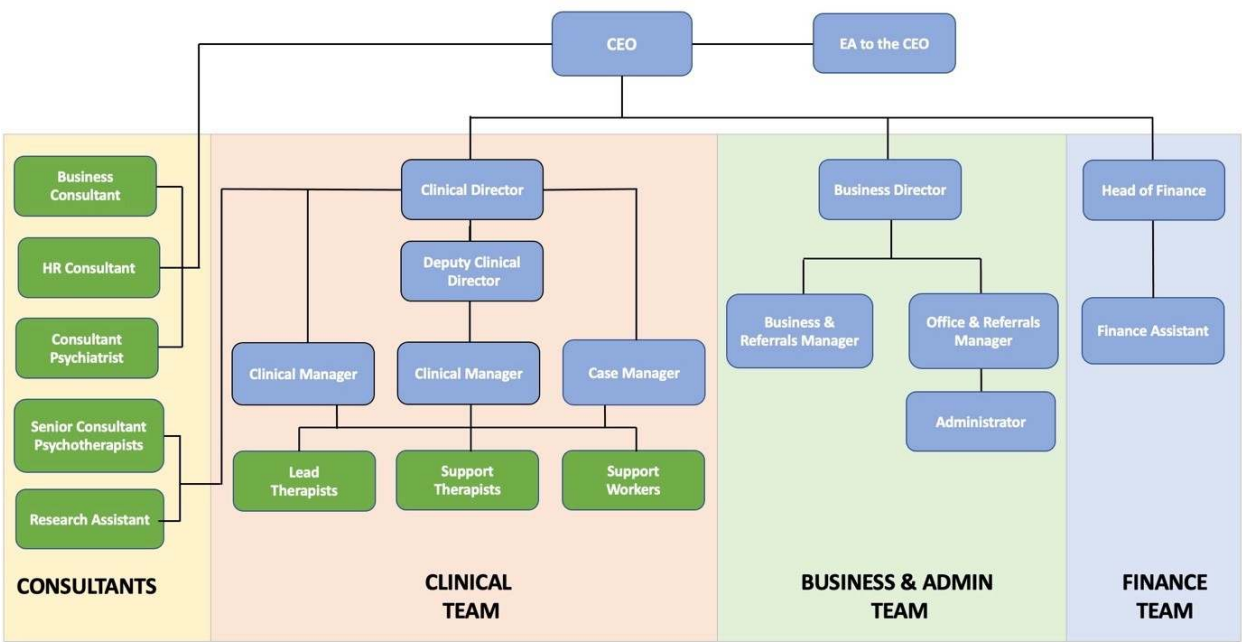 CEO
EA to the CEO
Business
Consultant
HR Consultant
Consultant
Psychiatrist
Senior Consultant
Psychotherapists
Research Assistant
CONSULTANTS
Clinical Director
Deputy Clinical
Director
Clinical Manager
Clinical Manager
Case Manager
Lead
Therapists
Support
Therapists
Support
Workers
CLINICAL
TEAM
Business Director
Business &
Referrals Manager
Office & Referrals
Manager
Administrator
BUSINESS & ADMIN
TEAM
Head of Finance
Finance Assistant
FINANCE
TEAM